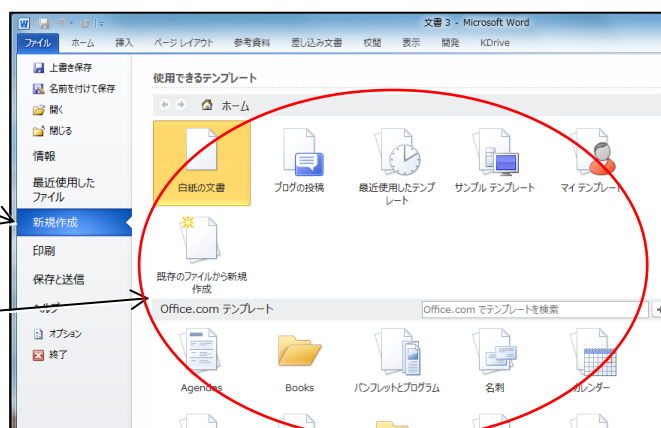 文書 3 - Microsoft Word
ファイル ホーム 挿入 ページ レイアウト 参考資料 差し込み文書 校閲 表示 開発 KDrive
上書き保存
名前を付けて保存
開く
閉じる
情報
最近使用した
ファイル
新規作成
印刷
保存と送信
ヘルプ
オプション
終了
使用できるテンプレート
ホーム
白紙の文書 ブログの投稿 最近使用したテンプ サンプル テンプレート マイ テンプレート
レート
既存のファイルから新規
作成
Office.com テンプレート Office.com でテンプレートを検索
Agendas Books パンフレットとプログラム 名刺 カレンダー